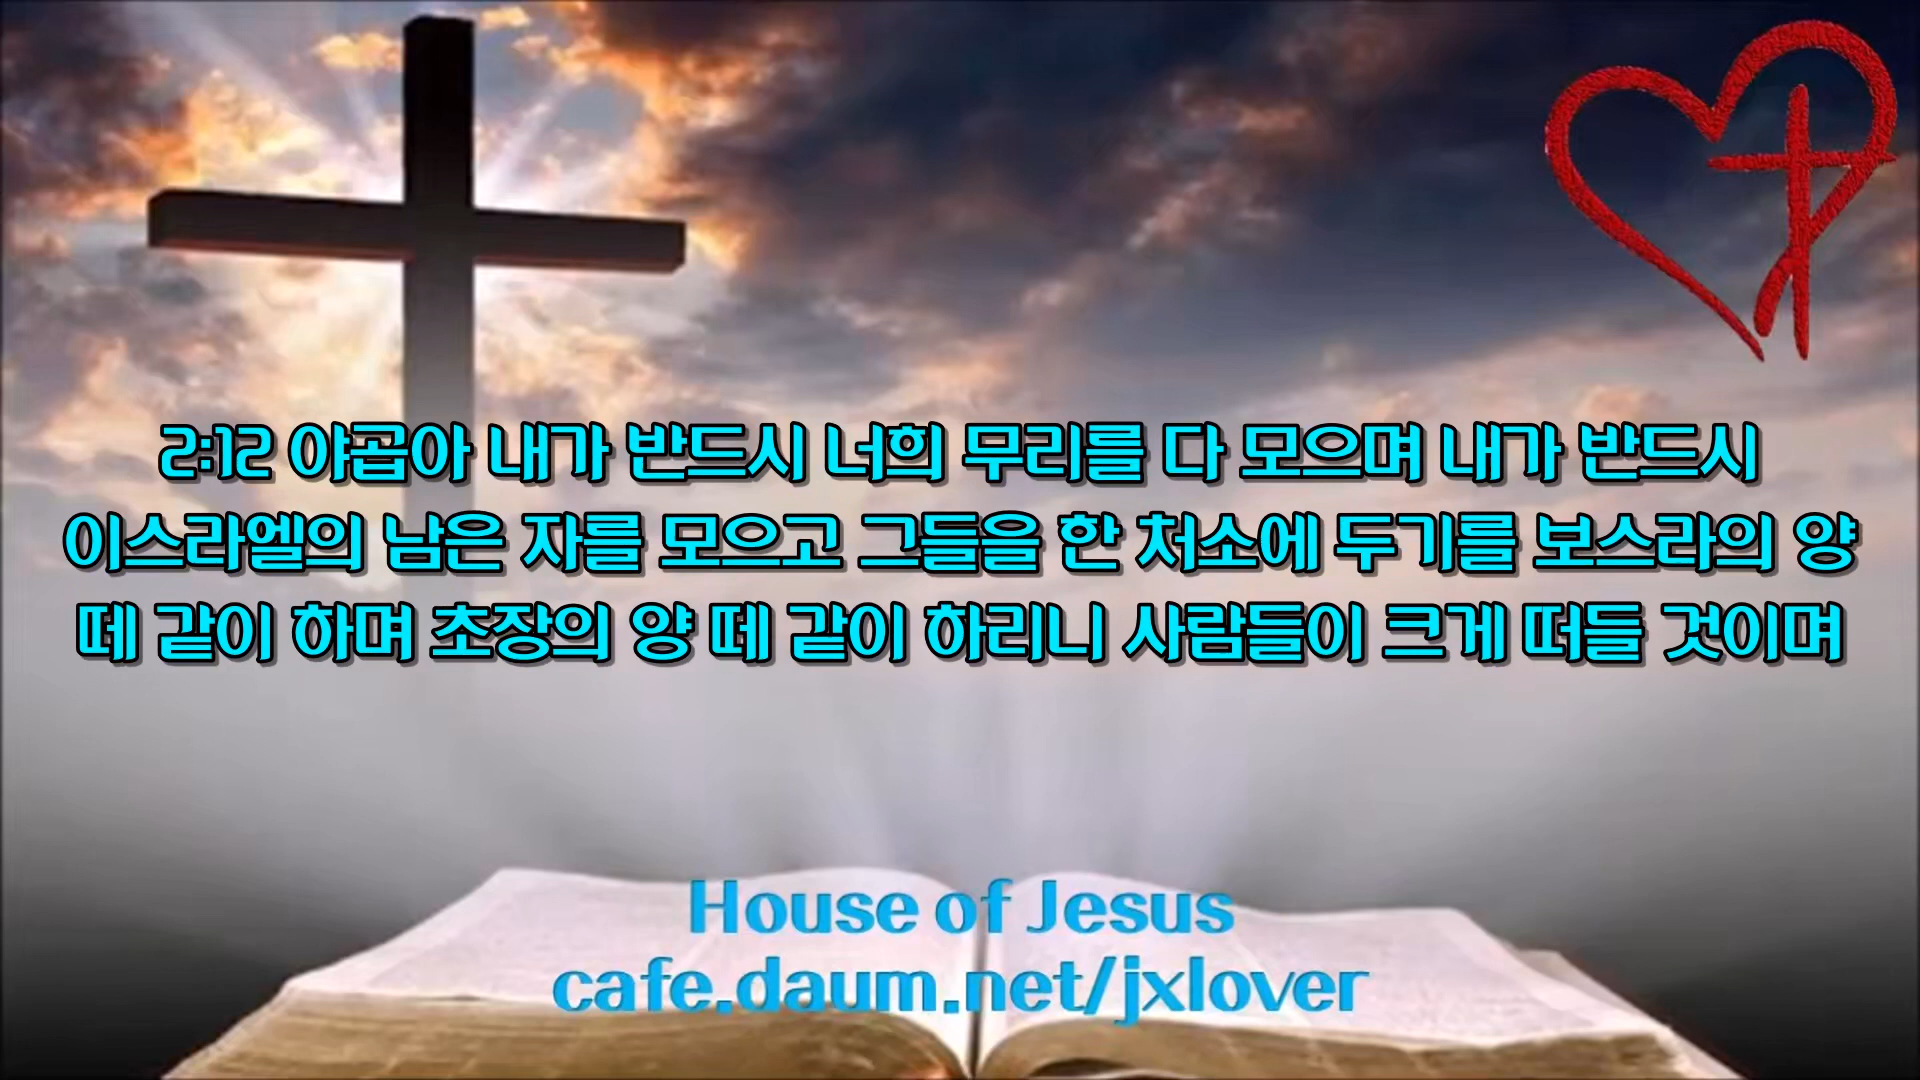 2:12 야곱아 내가 반드시 너희 무리를 다 모으며 내가 반드시
이스라엘의 남은 자를 모으고 그들을 한 처소에 두기를 보스라의 양
떼 같이 하며 초장의 양 떼 같이 하리니 사람들이 크게 떠들 것이며
House of Jesus
cafe.daum.net/jxlover